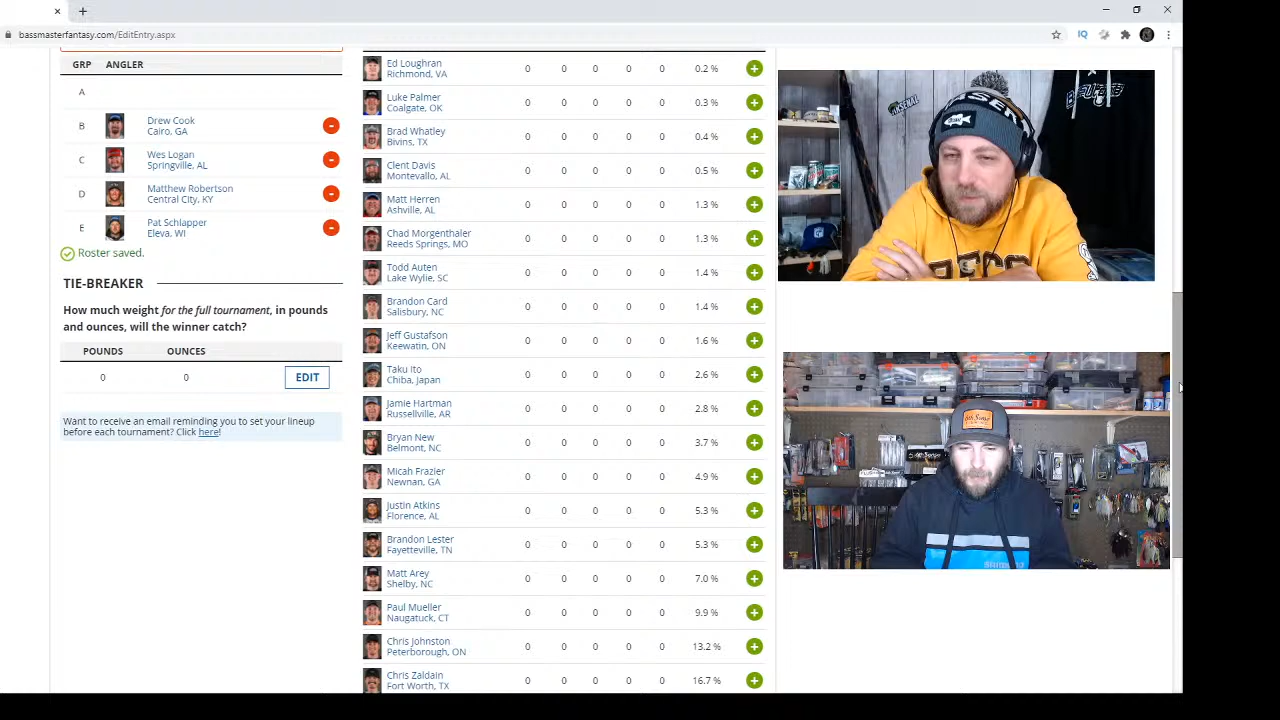 bassmasterfantasy.com/EditEntry.aspx
GRP ANGLER
A
B Drew Cook
Cairo, GA
C Wes Logan
Springville, AL
D Matthew Robertson
Central City, KY
E Pat Schlapper
Eleva, WI
Roster saved.
TIE-BREAKER
How much weight for the full tournament, in pounds
and ounces, will the winner catch?
POUNDS OUNCES
0 0 EDIT
Want to receive an email reminding you to set your lineup
before each tournament? Click here!
Ed Loughran 0 0 0 0 0 0.2 %
Richmond, VA
Luke Palmer 0 0 0 0 0 0.3 %
Coalgate, OK
Brad Whatley 0 0 0 0 0 0.4 %
Bivins, TX
Clent Davis 0 0 0 0 0 0.5 %
Montevallo, AL
Matt Herren 0 0 0 0 0
Ashville, AL
Chad Morgenthaler 0 0 0 0 0 1.3 %
Reeds Springs, MO
Todd Auten 0 0 0 0 0 1.4 %
Lake Wylie, SC
Brandon Card 0 0 0 0 0 1.4 %
Salisbury, NC
Jeff Gustafson 0 0 0 0 0 1.6 %
Keewatin, ON
Taku Ito 0 0 0 0 0 2.6 %
Chiba, Japan
Jamie Hartman 0 0 0 0 0
Russellville, AR
Bryan New 0 0 0 0 0 3.7 %
Belmont, NC
Micah Frazier 0 0 0 0 0 4.9 %
Newnan, GA
Justin Atkins 0 0 0 0 0 5.3 %
Florence, AL
Brandon Lester 0 0 0 0 0
Fayetteville, TN
Matt Arey 0 0 0 0 0
Shelby, NC
Paul Mueller 0 0 0 0 0 9.9 %
Naugatuck, CT
Chris Johnston 0 0 0 0 0 13.2 %
Peterborough, ON
Chris Zaldain 0 0 0 0 0 16.7 %
Fort Worth, TX
ARSENAL
SHIMANO